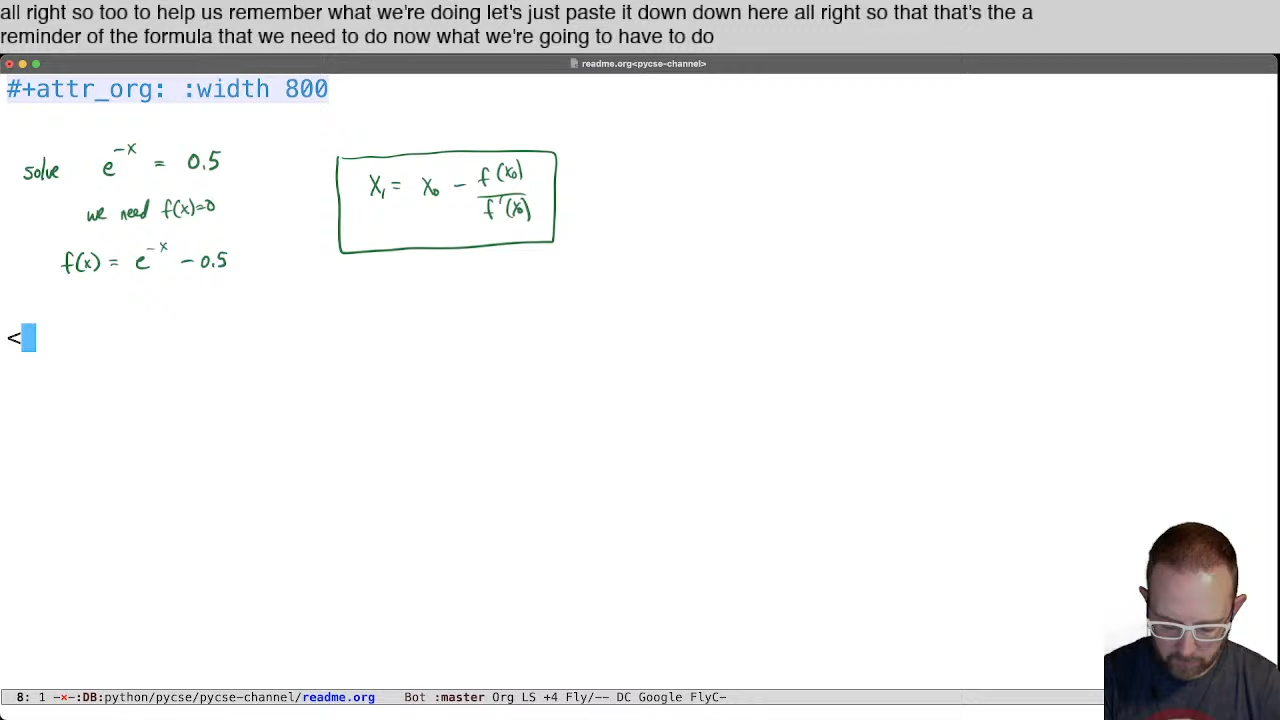 all right so too to help us remember what we're doing let's just paste it down down here all right so that that's the a
reminder of the formula that we need to do now what we're going to have to do
readme.org<pycse-channel>
#+attr_org: :width 800
solve e^{-x} = 0.5
we need f(x)=0
f(x) = e^{-x} - 0.5
x₁ = x₀ - f(x₀)/f'(x₀)
<
8: 1 -×-:DB:python/pycse/pycse-channel/readme.org Bot :master Org LS +4 Fly/-- DC Google FlyC-